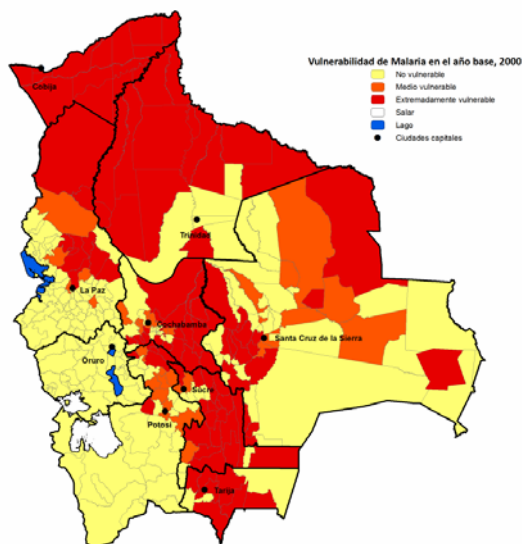 Vulnerabilidad de Malaria en el año base, 2000
No vulnerable
Medio vulnerable
Extremadamente vulnerable
Salar
Lago
Ciudades capitales
Cobija
Trinidad
La Paz
Cochabamba
Santa Cruz de la Sierra
Oruro
Sucre
Potosi
Tarija